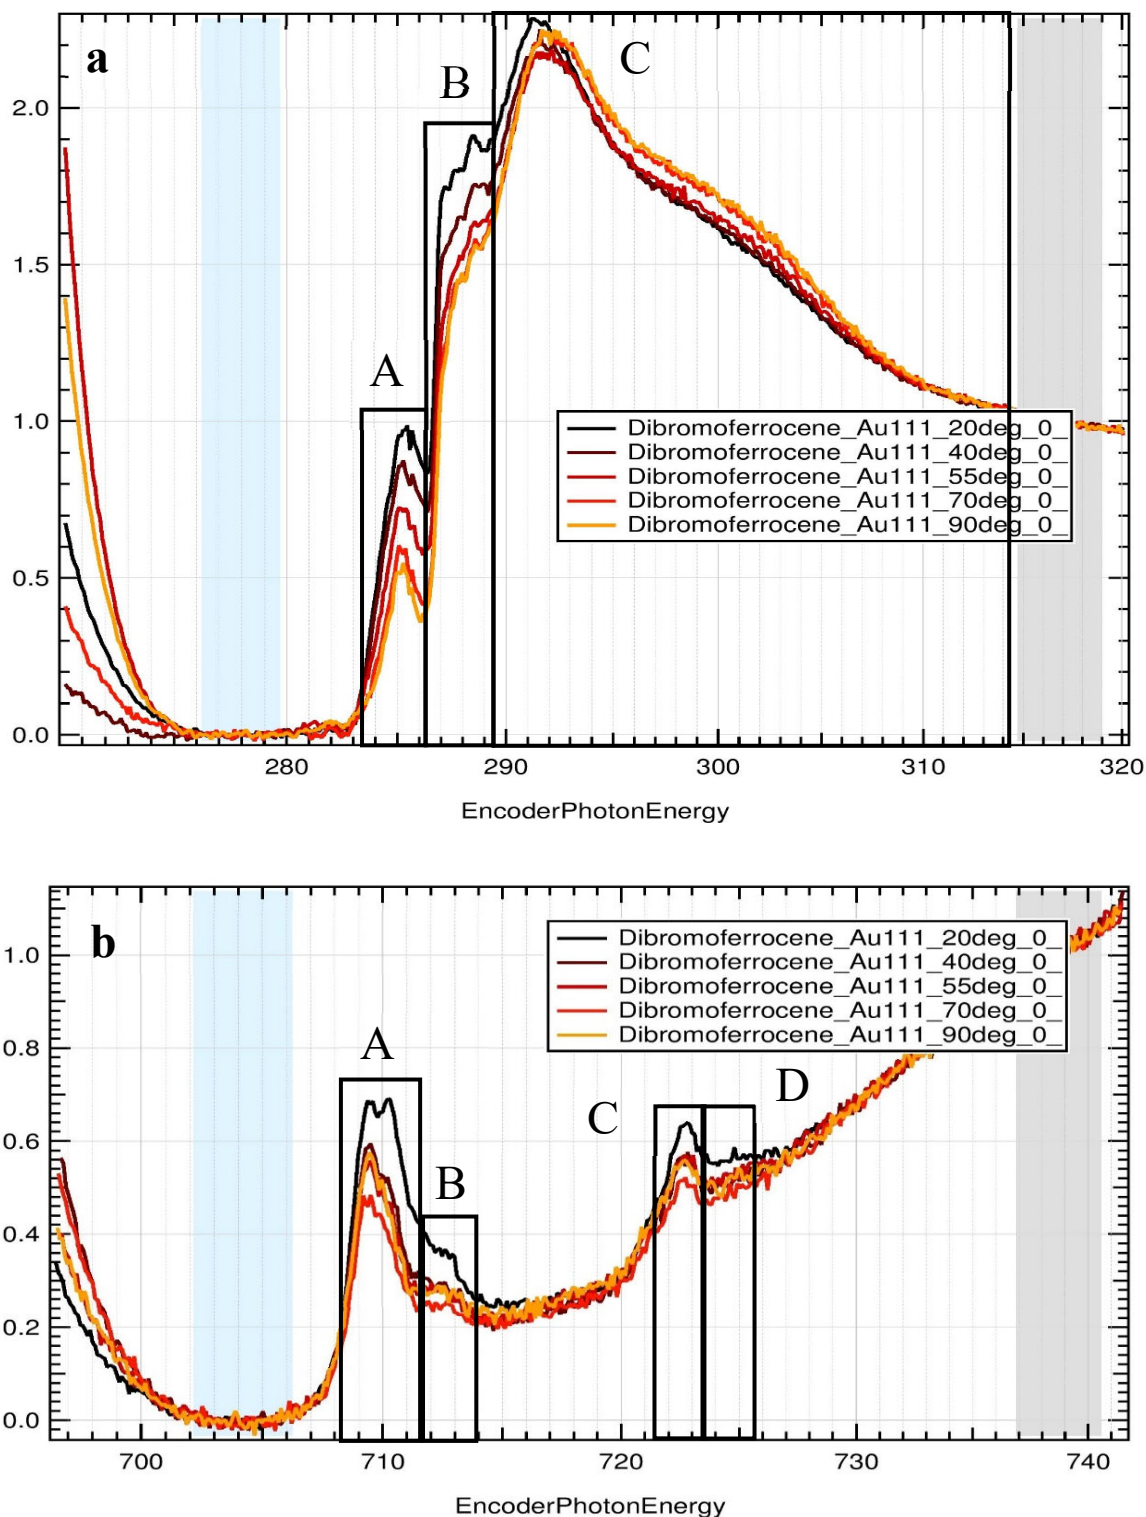 a
B
C
A
2.0
1.5
1.0
0.5
0.0
Dibromoferrocene_Au111_20deg_0_
Dibromoferrocene_Au111_40deg_0_
Dibromoferrocene_Au111_55deg_0_
Dibromoferrocene_Au111_70deg_0_
Dibromoferrocene_Au111_90deg_0_
280 290 300 310 320
EncoderPhotonEnergy
b
A
B
C
D
1.0
0.8
0.6
0.4
0.2
0.0
Dibromoferrocene_Au111_20deg_0_
Dibromoferrocene_Au111_40deg_0_
Dibromoferrocene_Au111_55deg_0_
Dibromoferrocene_Au111_70deg_0_
Dibromoferrocene_Au111_90deg_0_
700 710 720 730 740
EncoderPhotonEnergy